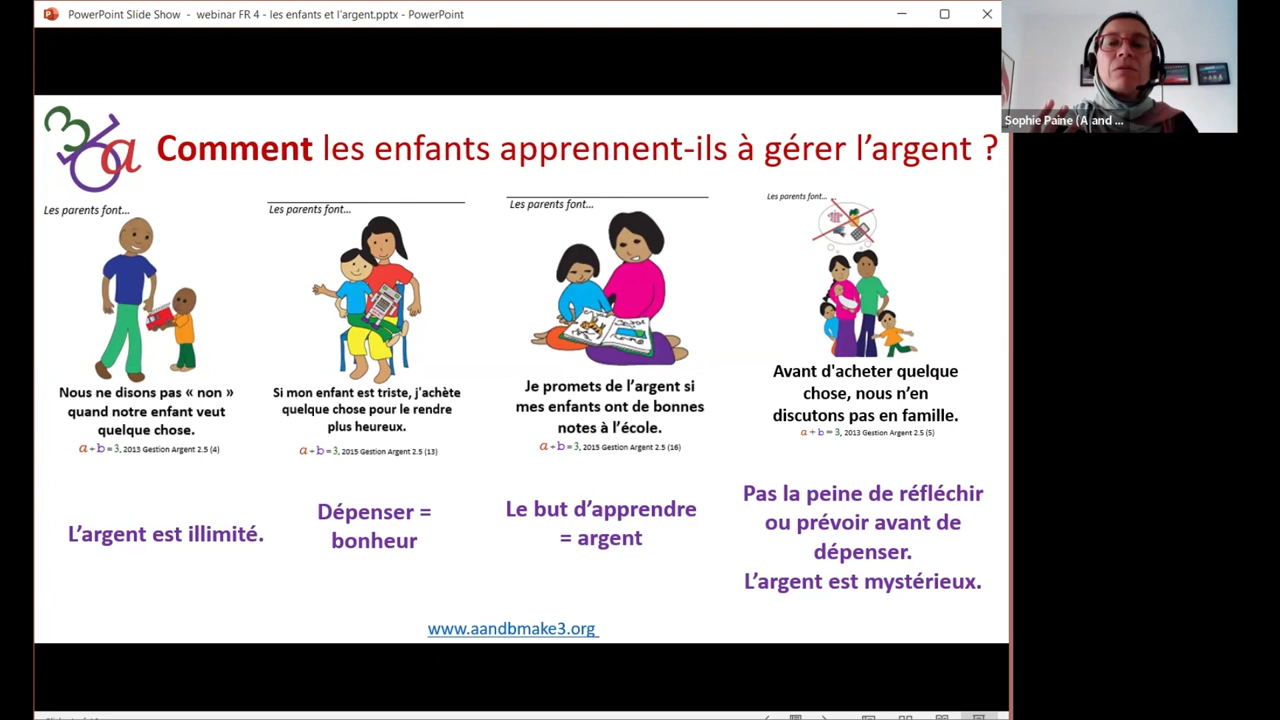 PowerPoint Slide Show - webinar FR 4 - les enfants et l'argent.pptx - PowerPoint
Sophie Paine (A and ...
Comment les enfants apprennent-ils à gérer l’argent ?
Les parents font...
Nous ne disons pas « non »
quand notre enfant veut
quelque chose.
a + b = 3, 2013 Gestion Argent 2.5 (4)
L’argent est illimité.
Les parents font...
Si mon enfant est triste, j'achète
quelque chose pour le rendre
plus heureux.
a + b = 3, 2015 Gestion Argent 2.5 (13)
Dépenser =
bonheur
Les parents font...
Je promets de l’argent si
mes enfants ont de bonnes
notes à l’école.
a + b = 3, 2015 Gestion Argent 2.5 (16)
Le but d’apprendre
= argent
Les parents font...
Avant d'acheter quelque
chose, nous n’en
discutons pas en famille.
a + b = 3, 2013 Gestion Argent 2.5 (5)
Pas la peine de réfléchir
ou prévoir avant de
dépenser.
L’argent est mystérieux.
www.aandbmake3.org